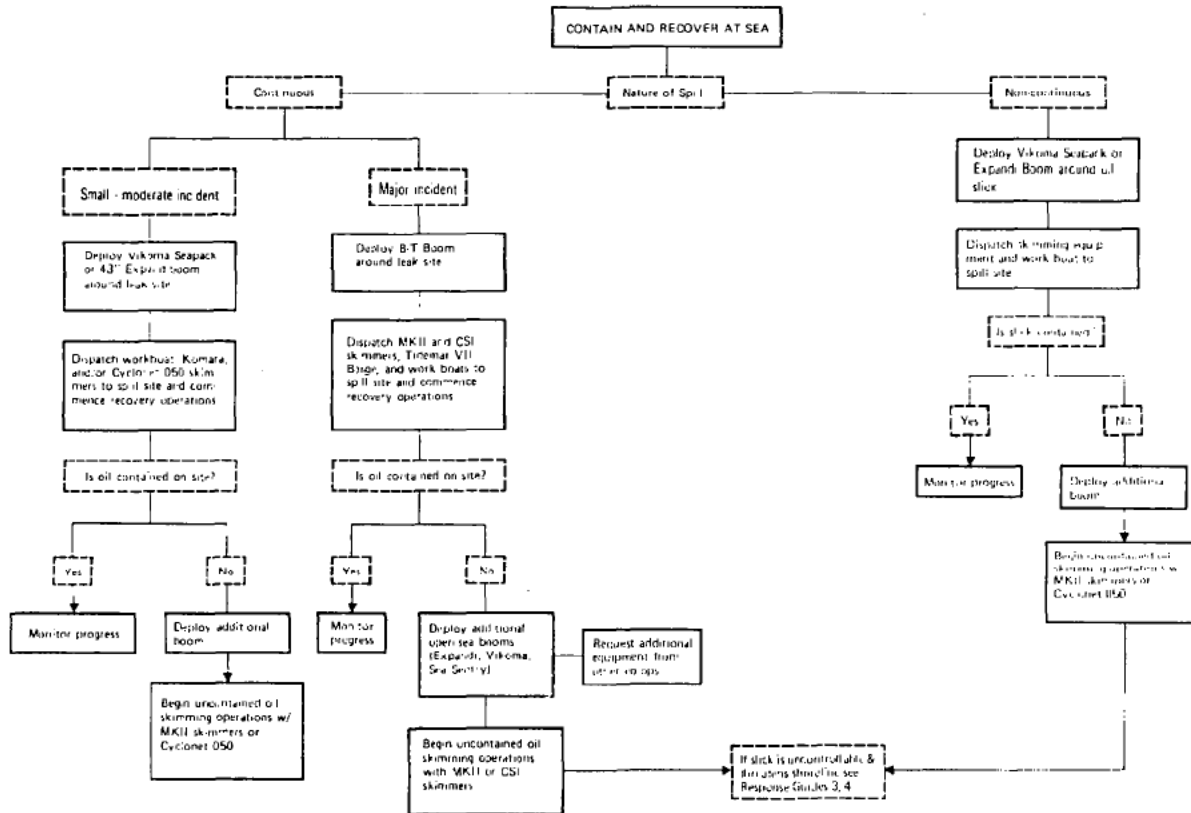 CONTAIN AND RECOVER AT SEA
Continuous
Nature of Spill
Non-continuous
Small - moderate incident
Major incident
Deploy Vikoma Seapack or
Expandi Boom around oil
slick
Deploy Vikoma Seapack
or 43" Expandi boom
around leak site
Deploy B-T Boom
around leak site
Dispatch skimming equip
ment and work boat to
spill site
Dispatch workboat, Komara,
and/or Cyclonet 050 skim
mers to spill site and com
mence recovery operations
Dispatch MKII and CSI
skimmers, Tinemar VII
Barge, and work boats to
spill site and commence
recovery operations
Is slick contained?
Yes
No
Is oil contained on site?
Is oil contained on site?
Monitor progress
Deploy additional
boom
Yes
No
Yes
No
Begin uncontained oil
skimming operations w/
MKII skimmers or
Cyclonet 050
Monitor progress
Deploy additional
boom
Monitor
progress
Deploy additional
open sea booms
(Expandi, Vikoma,
Sea Sentry)
Request additional
equipment from
other co ops
Begin uncontained oil
skimming operations w/
MKII skimmers or
Cyclonet 050
Begin uncontained oil
skimming operations
with MKII or CSI
skimmers
If slick is uncontrollable &
threatens shoreline see
Response Guides 3, 4